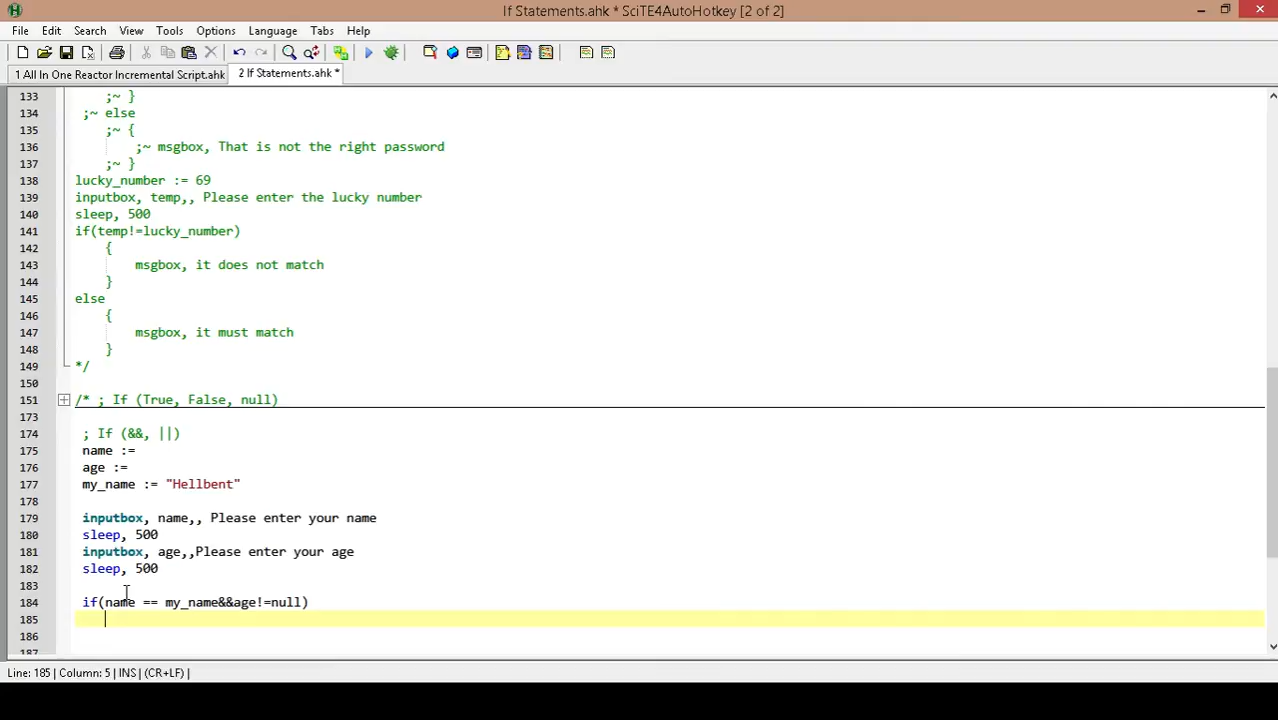 If Statements.ahk * SciTE4AutoHotkey [2 of 2]
File Edit Search View Tools Options Language Tabs Help
1 All In One Reactor Incremental Script.ahk 2 If Statements.ahk *
133 ;~ }
134 ;~ else
135 ;~ {
136 ;~ msgbox, That is not the right password
137 ;~ }
138 lucky_number := 69
139 inputbox, temp,, Please enter the lucky number
140 sleep, 500
141 if(temp!=lucky_number)
142 {
143 msgbox, it does not match
144 }
145 else
146 {
147 msgbox, it must match
148 }
149 */
150
151 /* ; If (True, False, null)
173
174 ; If (&&, ||)
175 name :=
176 age :=
177 my_name := "Hellbent"
178
179 inputbox, name,, Please enter your name
180 sleep, 500
181 inputbox, age,,Please enter your age
182 sleep, 500
183
184 if(name == my_name&&age!=null)
185
186
187
Line: 185 | Column: 5 | INS | (CR+LF) |